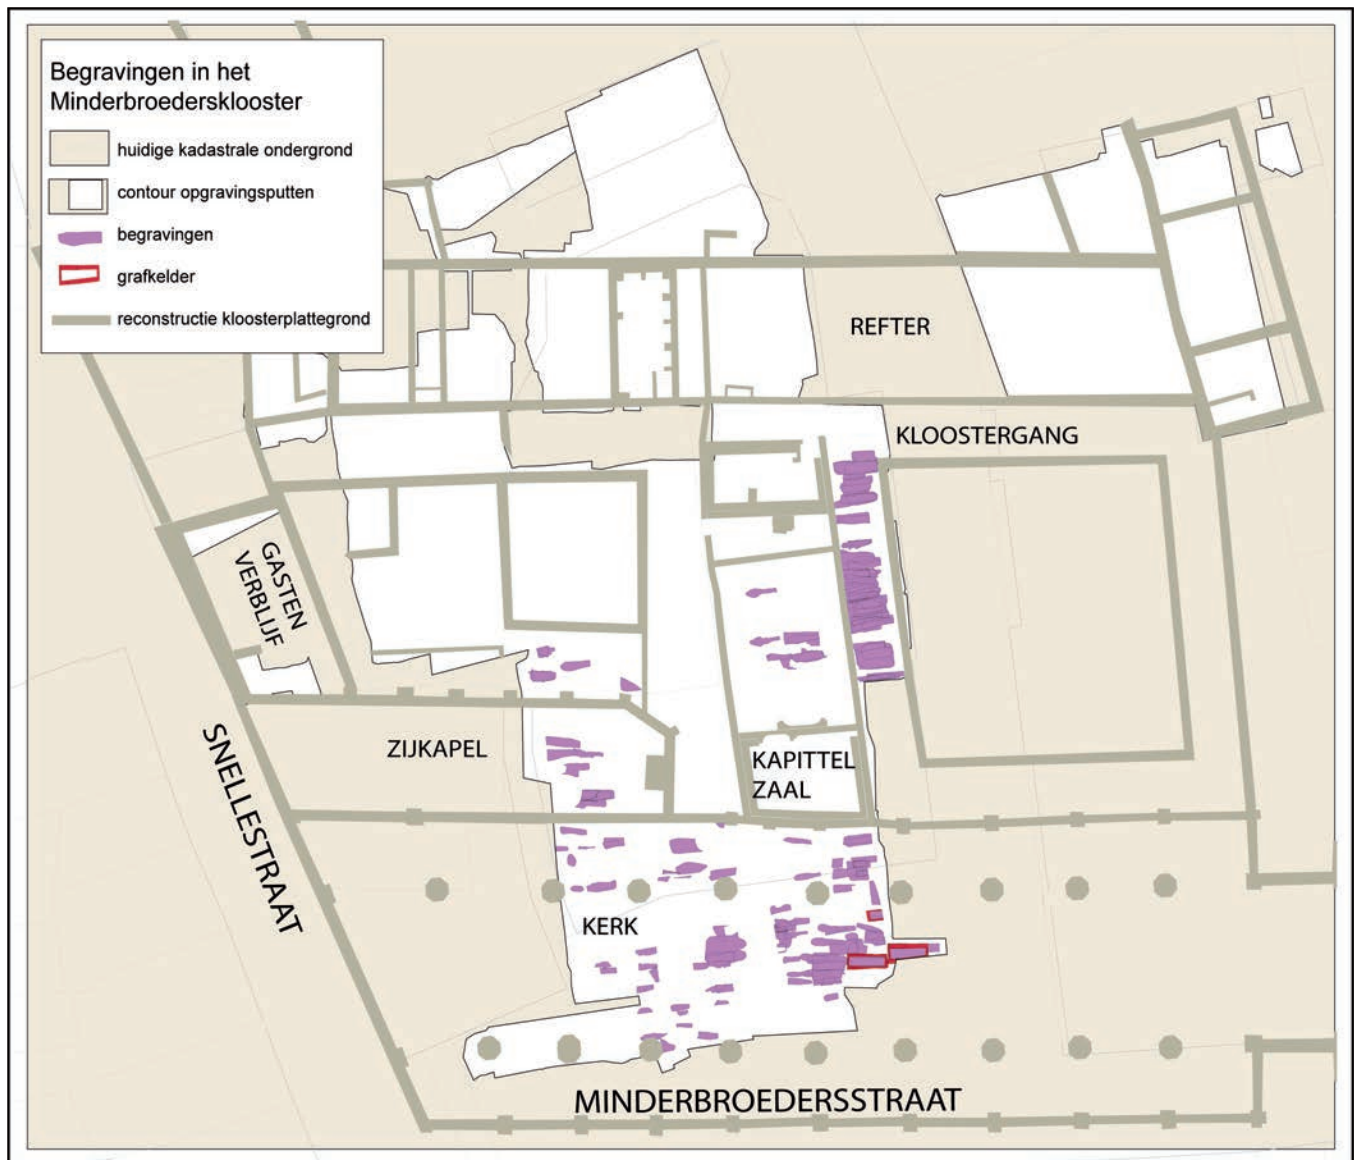 Begravingen in het
Minderbroedersklooster
huidige kadastrale ondergrond
contour opgravingsputten
begravingen
grafkelder
reconstructie kloosterplattegrond
REFTER
KLOOSTERGANG
GASTEN
VERBLIJF
ZIJKAPEL
KAPITTEL
ZAAL
SNELLESTRAAT
KERK
MINDERBROEDERSSTRAAT